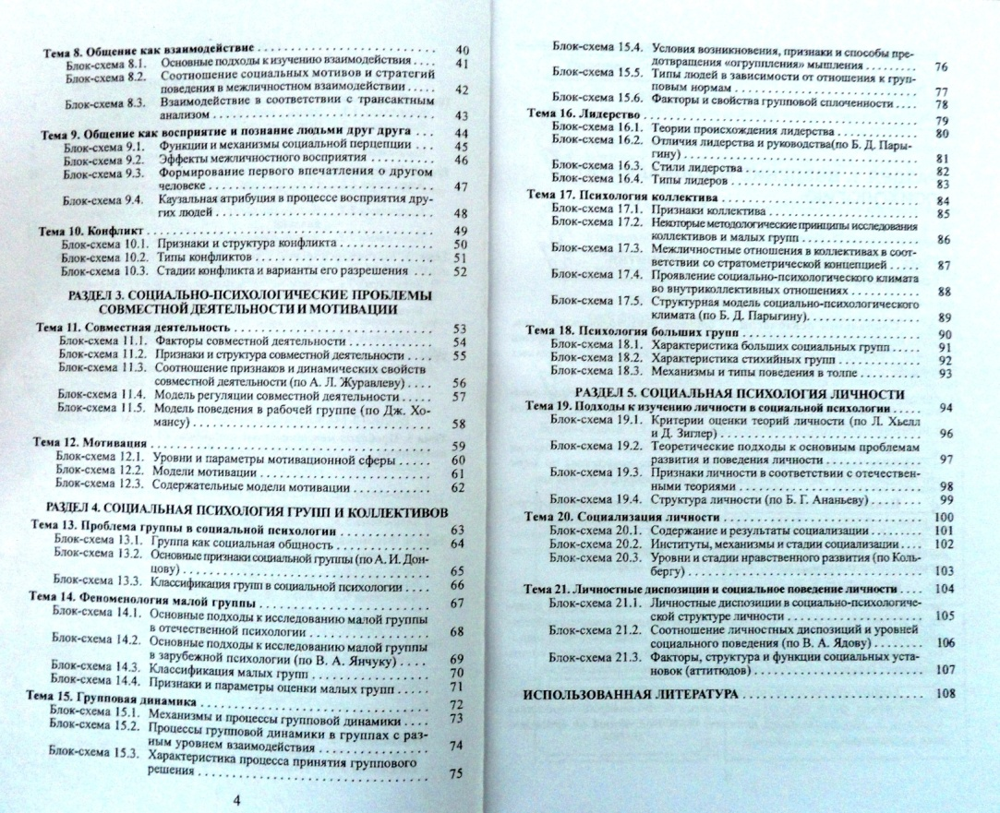 Тема 8. Общение как взаимодействие . . . . . . . . . . . . . . . . . . . . . . . . 40
Блок-схема 8.1. Основные подходы к изучению взаимодействия . . . . 41
Блок-схема 8.2. Соотношение социальных мотивов и стратегий
поведения в межличностном взаимодействии . . . . . 42
Блок-схема 8.3. Взаимодействие в соответствии с трансактным
анализом . . . . . . . . . . . . . . . . . . . . . . . . . . . . . . . . . 43
Тема 9. Общение как восприятие и познание людьми друг друга . . . 44
Блок-схема 9.1. Функции и механизмы социальной перцепции . . . . 45
Блок-схема 9.2. Эффекты межличностного восприятия . . . . . . . . . . 46
Блок-схема 9.3. Формирование первого впечатления о другом
человеке . . . . . . . . . . . . . . . . . . . . . . . . . . . . . . . . . 47
Блок-схема 9.4. Каузальная атрибуция в процессе восприятия дру-
гих людей . . . . . . . . . . . . . . . . . . . . . . . . . . . . . . . . 48
Тема 10. Конфликт . . . . . . . . . . . . . . . . . . . . . . . . . . . . . . . . . . . . . . . 49
Блок-схема 10.1. Признаки и структура конфликта . . . . . . . . . . . . . . 50
Блок-схема 10.2. Типы конфликтов . . . . . . . . . . . . . . . . . . . . . . . . . . . 51
Блок-схема 10.3. Стадии конфликта и варианты его разрешения . . . 52
РАЗДЕЛ 3. СОЦИАЛЬНО-ПСИХОЛОГИЧЕСКИЕ ПРОБЛЕМЫ
СОВМЕСТНОЙ ДЕЯТЕЛЬНОСТИ И МОТИВАЦИИ
Тема 11. Совместная деятельность . . . . . . . . . . . . . . . . . . . . . . . . . . . 53
Блок-схема 11.1. Факторы совместной деятельности . . . . . . . . . . . . . 54
Блок-схема 11.2. Признаки и структура совместной деятельности . . . . 55
Блок-схема 11.3. Соотношение признаков и динамических свойств
совместной деятельности (по А. Л. Журавлеву) . . . . 56
Блок-схема 11.4. Модель регуляции совместной деятельности . . . . . 57
Блок-схема 11.5. Модель поведения в рабочей группе (по Дж. Хо-
мансу) . . . . . . . . . . . . . . . . . . . . . . . . . . . . . . . . . . . 58
Тема 12. Мотивация . . . . . . . . . . . . . . . . . . . . . . . . . . . . . . . . . . . . . . 59
Блок-схема 12.1. Уровни и параметры мотивационной сферы . . . . . 60
Блок-схема 12.2. Модели мотивации . . . . . . . . . . . . . . . . . . . . . . . . . . 61
Блок-схема 12.3. Содержательные модели мотивации . . . . . . . . . . . . 62
РАЗДЕЛ 4. СОЦИАЛЬНАЯ ПСИХОЛОГИЯ ГРУПП И КОЛЛЕКТИВОВ
Тема 13. Проблема группы в социальной психологии . . . . . . . . . . . . . 63
Блок-схема 13.1. Группа как социальная общность . . . . . . . . . . . . . . 64
Блок-схема 13.2. Основные признаки социальной группы (по А. И. Дон-
цову) . . . . . . . . . . . . . . . . . . . . . . . . . . . . . . . . . . . . 65
Блок-схема 13.3. Классификация групп в социальной психологии . . . . 66
Тема 14. Феноменология малой группы . . . . . . . . . . . . . . . . . . . . . . . 67
Блок-схема 14.1. Основные подходы к исследованию малой группы
в отечественной психологии . . . . . . . . . . . . . . . . . . 68
Блок-схема 14.2. Основные подходы к исследованию малой группы
в зарубежной психологии (по В. А. Янчуку) . . . . . 69
Блок-схема 14.3. Классификация малых групп . . . . . . . . . . . . . . . . . . 70
Блок-схема 14.4. Признаки и параметры оценки малых групп . . . . . 71
Тема 15. Групповая динамика . . . . . . . . . . . . . . . . . . . . . . . . . . . . . . . 72
Блок-схема 15.1. Механизмы и процессы групповой динамики . . . . 73
Блок-схема 15.2. Процессы групповой динамики в группах с раз-
ным уровнем взаимодействия . . . . . . . . . . . . . . . . . 74
Блок-схема 15.3. Характеристика процесса принятия группового
решения . . . . . . . . . . . . . . . . . . . . . . . . . . . . . . . . . . 75
4
Блок-схема 15.4. Условия возникновения, признаки и способы пре-
дотвращения «огруппления» мышления . . . . . . . . . 76
Блок-схема 15.5. Типы людей в зависимости от отношения к груп-
повым нормам . . . . . . . . . . . . . . . . . . . . . . . . . . . . . 77
Блок-схема 15.6. Факторы и свойства групповой сплоченности . . . . 78
Тема 16. Лидерство . . . . . . . . . . . . . . . . . . . . . . . . . . . . . . . . . . . . . . . 79
Блок-схема 16.1. Теории происхождения лидерства . . . . . . . . . . . . . . 80
Блок-схема 16.2. Отличия лидерства и руководства(по Б. Д. Пары-
гину) . . . . . . . . . . . . . . . . . . . . . . . . . . . . . . . . . . . . 81
Блок-схема 16.3. Стили лидерства . . . . . . . . . . . . . . . . . . . . . . . . . . . . 82
Блок-схема 16.4. Типы лидеров . . . . . . . . . . . . . . . . . . . . . . . . . . . . . . 83
Тема 17. Психология коллектива . . . . . . . . . . . . . . . . . . . . . . . . . . . . 84
Блок-схема 17.1. Признаки коллектива . . . . . . . . . . . . . . . . . . . . . . . . 85
Блок-схема 17.2. Некоторые методологические принципы исследования
коллективов и малых групп . . . . . . . . . . . . . . . . . . . 86
Блок-схема 17.3. Межличностные отношения в коллективах в соот-
ветствии со стратометрической концепцией . . . . . . 87
Блок-схема 17.4. Проявление социально-психологического климата
во внутриколлективных отношениях . . . . . . . . . . . 88
Блок-схема 17.5. Структурная модель социально-психологического
климата (по Б. Д. Парыгину). . . . . . . . . . . . . . . . . . 89
Тема 18. Психология больших групп . . . . . . . . . . . . . . . . . . . . . . . . . 90
Блок-схема 18.1. Характеристика больших социальных групп . . . . . 91
Блок-схема 18.2. Характеристика стихийных групп . . . . . . . . . . . . . . 92
Блок-схема 18.3. Механизмы и типы поведения в толпе . . . . . . . . . . 93
РАЗДЕЛ 5. СОЦИАЛЬНАЯ ПСИХОЛОГИЯ ЛИЧНОСТИ
Тема 19. Подходы к изучению личности в социальной психологии . . . . 94
Блок-схема 19.1. Критерии оценки теорий личности (по Л. Хьелл
и Д. Зиглер) . . . . . . . . . . . . . . . . . . . . . . . . . . . . . . . 96
Блок-схема 19.2. Теоретические подходы к основным проблемам
развития и поведения личности . . . . . . . . . . . . . . . 97
Блок-схема 19.3. Признаки личности в соответствии с отечествен-
ными теориями . . . . . . . . . . . . . . . . . . . . . . . . . . . . 98
Блок-схема 19.4. Структура личности (по Б. Г. Ананьеву) . . . . . . . . 99
Тема 20. Социализация личности . . . . . . . . . . . . . . . . . . . . . . . . . . . . 100
Блок-схема 20.1. Содержание и результаты социализации . . . . . . . . 101
Блок-схема 20.2. Институты, механизмы и стадии социализации . . . . 102
Блок-схема 20.3. Уровни и стадии нравственного развития (по Коль-
бергу) . . . . . . . . . . . . . . . . . . . . . . . . . . . . . . . . . . . 103
Тема 21. Личностные диспозиции и социальное поведение личности . . . . 104
Блок-схема 21.1. Личностные диспозиции в социально-психологиче-
ской структуре личности . . . . . . . . . . . . . . . . . . . . . 105
Блок-схема 21.2. Соотношение личностных диспозиций и уровней
социального поведения (по В. А. Ядову) . . . . . . . . 106
Блок-схема 21.3. Факторы, структура и функции социальных уста-
новок (аттитюдов) . . . . . . . . . . . . . . . . . . . . . . . . . . 107
ИСПОЛЬЗОВАННАЯ ЛИТЕРАТУРА . . . . . . . . . . . . . . . . . . . . . . . . 108